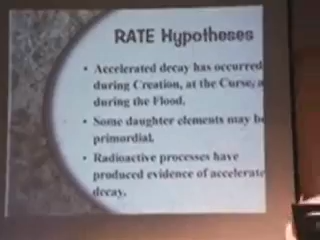 RATE Hypotheses
• Accelerated decay has occurred
during Creation, at the Curse, a
during the Flood.
• Some daughter elements may b
primordial.
• Radioactive processes have
produced evidence of accelerate
decay.